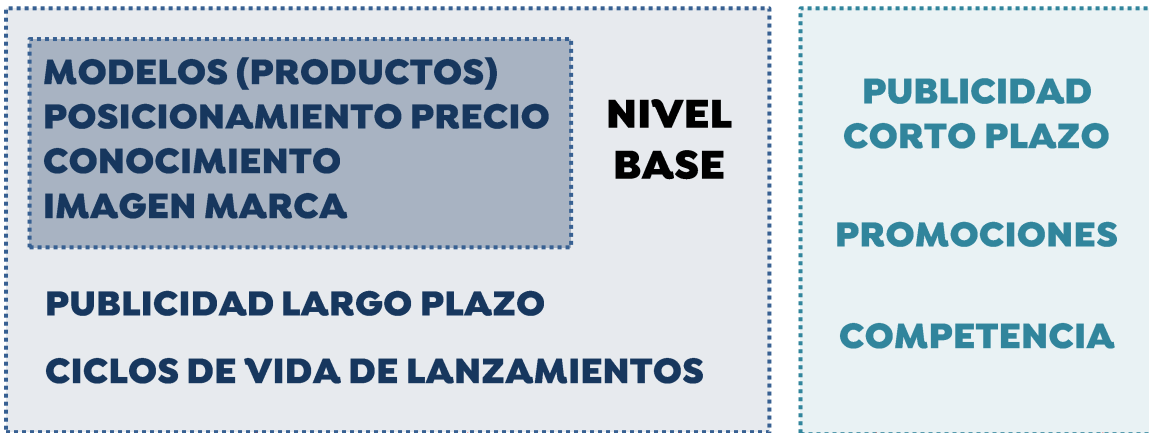 MODELOS (PRODUCTOS)
POSICIONAMIENTO PRECIO
CONOCIMIENTO
IMAGEN MARCA
NIVEL
BASE
PUBLICIDAD LARGO PLAZO
CICLOS DE VIDA DE LANZAMIENTOS
PUBLICIDAD
CORTO PLAZO
PROMOCIONES
COMPETENCIA